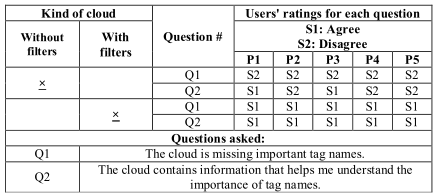 Kind of cloud Users' ratings for each question
Without filters With filters Question # S1: Agree
S2: Disagree
P1 P2 P3 P4 P5
× Q1 S2 S2 S2 S2 S2
Q2 S1 S2 S1 S2 S2
× Q1 S1 S1 S1 S1 S1
Q2 S1 S1 S1 S1 S1
Questions asked:
Q1 The cloud is missing important tag names.
Q2 The cloud contains information that helps me understand the
importance of tag names.